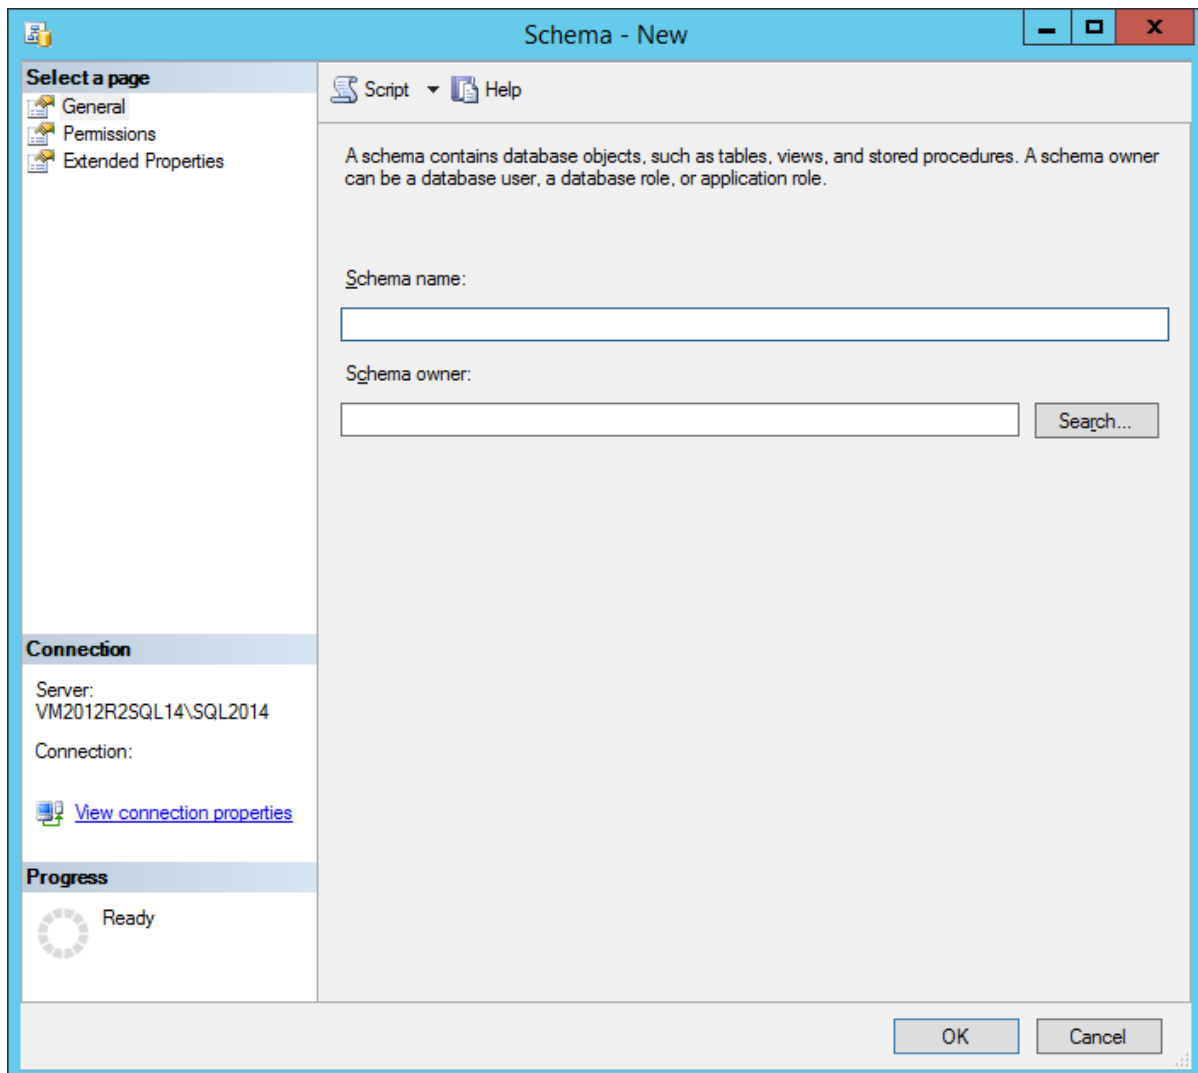 Schema - New
Select a page
General
Permissions
Extended Properties
Script
Help
A schema contains database objects, such as tables, views, and stored procedures. A schema owner
can be a database user, a database role, or application role.
Schema name:
Schema owner:
Search...
Connection
Server:
VM2012R2SQL14\SQL2014
Connection:
View connection properties
Progress
Ready
OK
Cancel